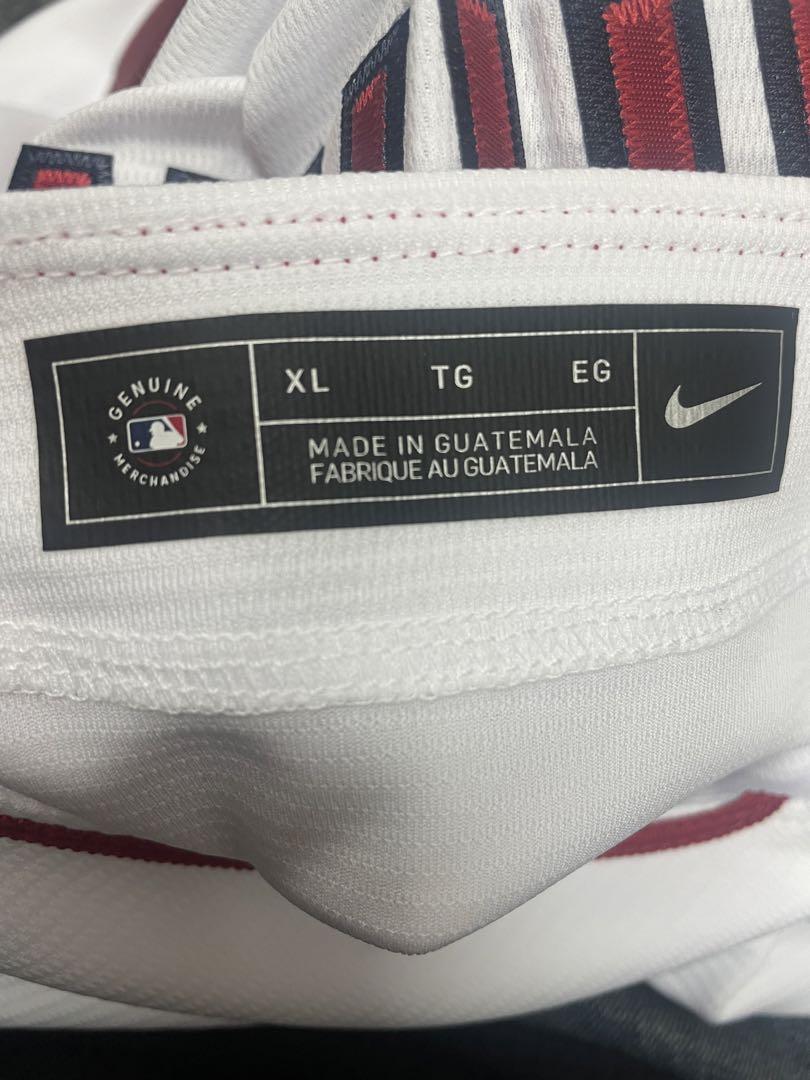 GENUINE
MERCHANDISE
XL TG EG
MADE IN GUATEMALA
FABRIQUE AU GUATEMALA